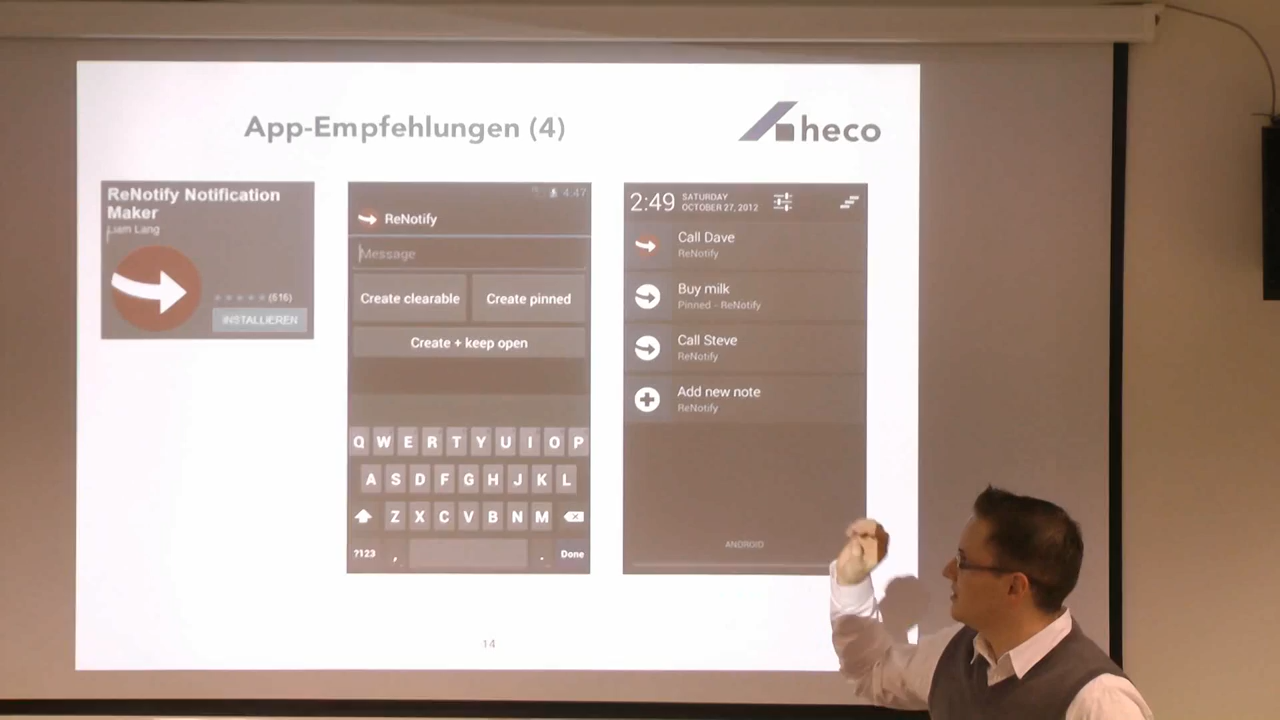 App-Empfehlungen (4)
heco
ReNotify Notification
Maker
Liam Lang
(616)
INSTALLIEREN
4:47
ReNotify
Message
Create clearable
Create pinned
Create + keep open
Q W E R T Y U I O P
A S D F G H J K L
Z X C V B N M
?123 , . Done
2:49 SATURDAY
OCTOBER 27, 2012
Call Dave
ReNotify
Buy milk
Pinned - ReNotify
Call Steve
ReNotify
Add new note
ReNotify
ANDROID
14